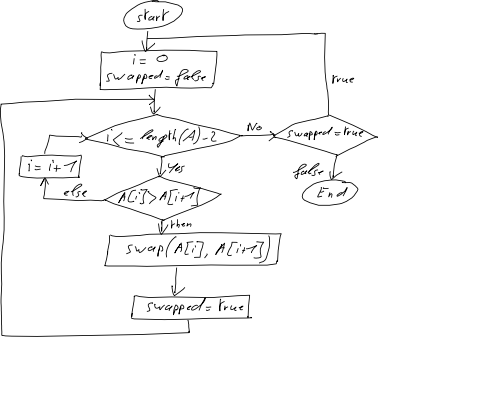 start
i = 0
swapped = false
true
i <= length(A)-2
No
swapped=true
Yes
i = i+1
else
A[i]>A[i+1]
false
End
then
swap(A[i], A[i+1])
swapped=true